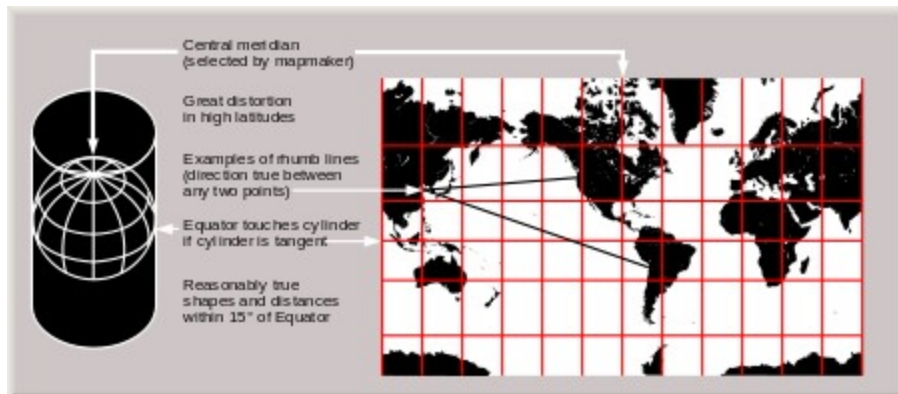 Central meridian
(selected by mapmaker)
Great distortion
in high latitudes
Examples of rhumb lines
(direction true between
any two points)
Equator touches cylinder
if cylinder is tangent
Reasonably true
shapes and distances
within 15° of Equator